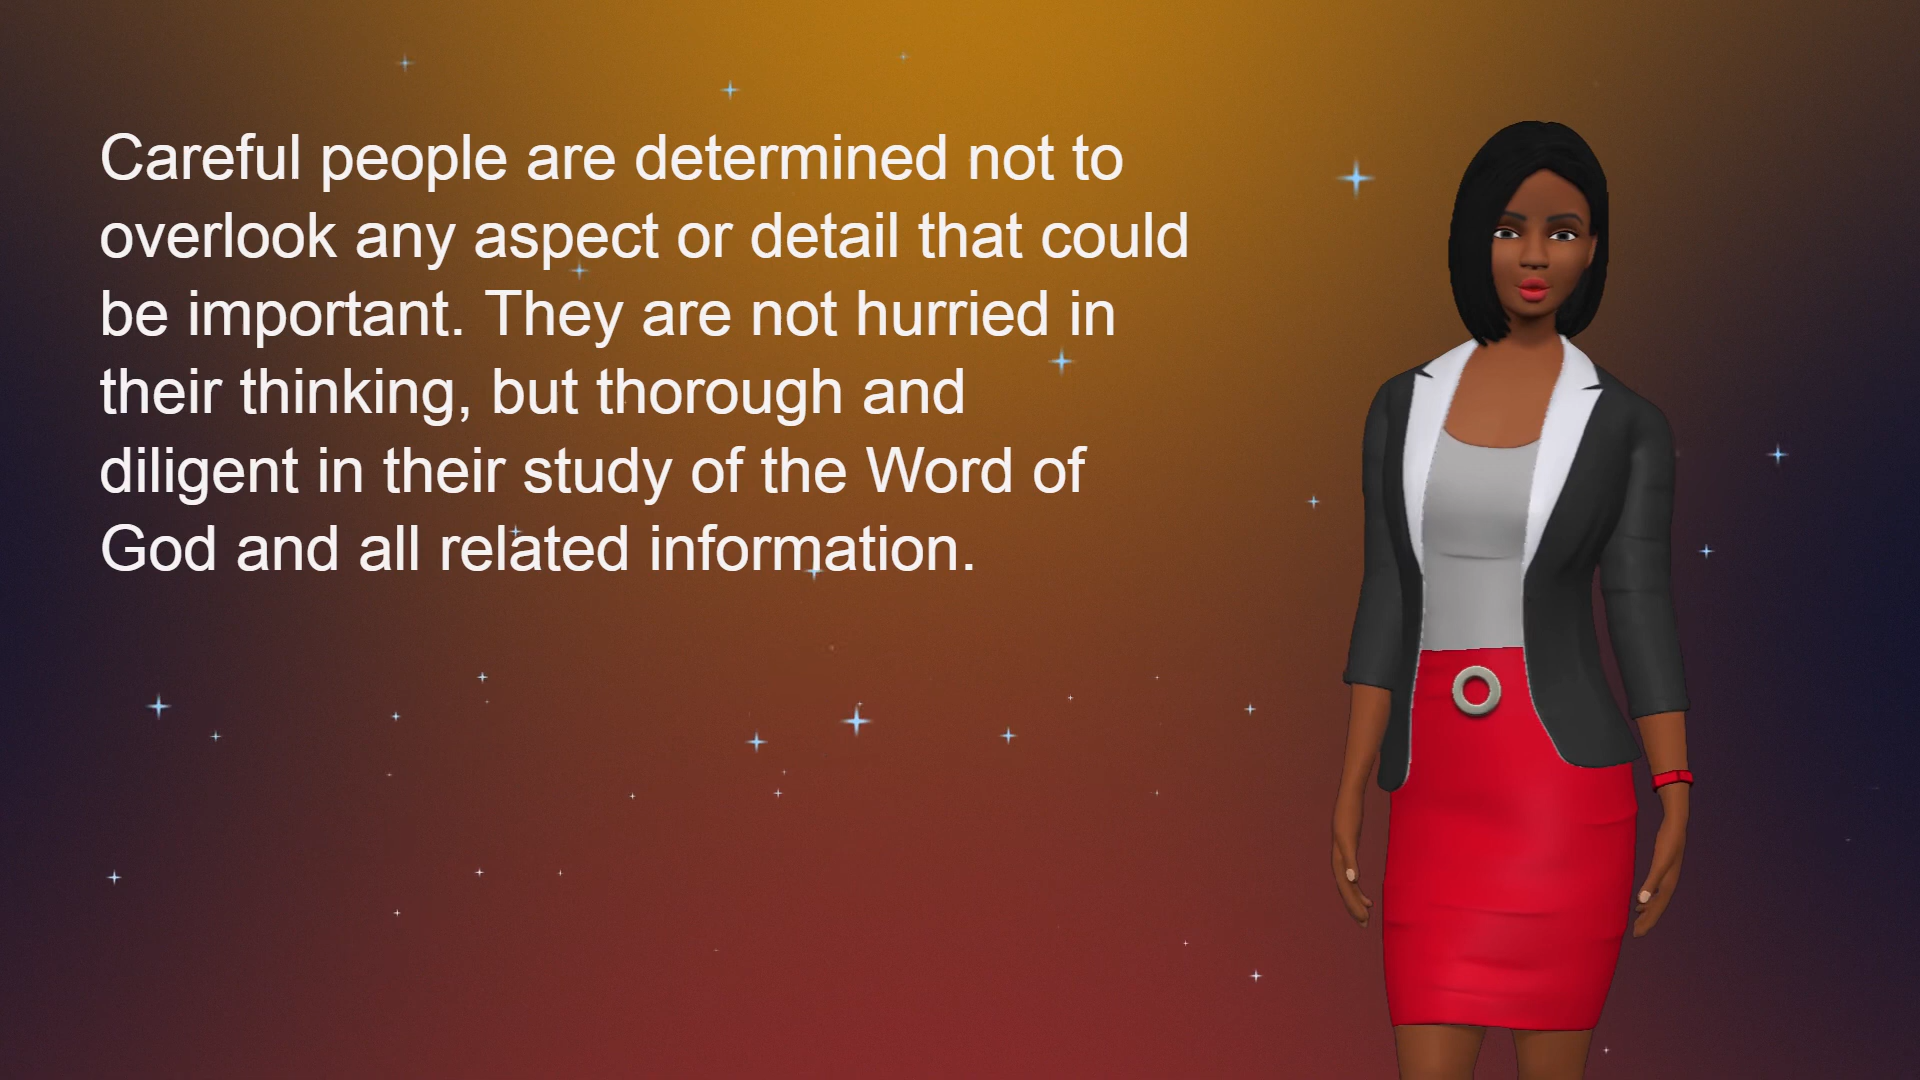 Careful people are determined not to
overlook any aspect or detail that could
be important. They are not hurried in
their thinking, but thorough and
diligent in their study of the Word of
God and all related information.